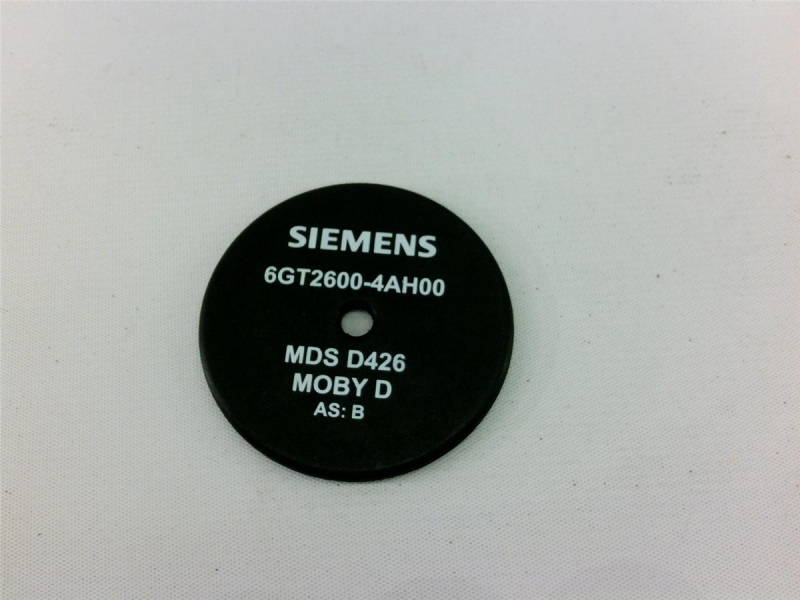 SIEMENS
6GT2600-4AH00
MDS D426
MOBY D
AS: B